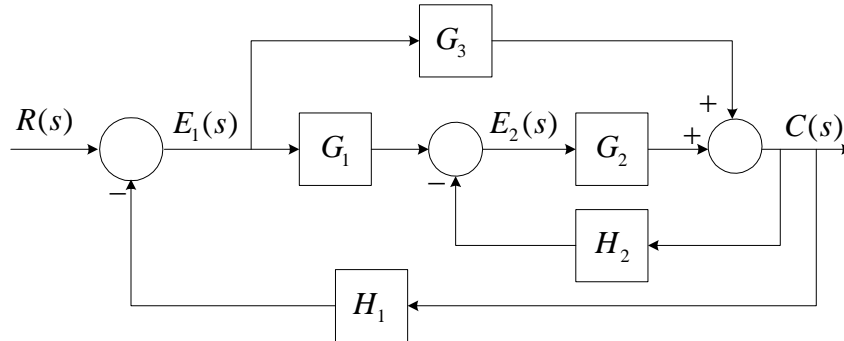 G₃
+
R(s) E₁(s) G₁ E₂(s) G₂ + C(s)
− −
H₂
H₁